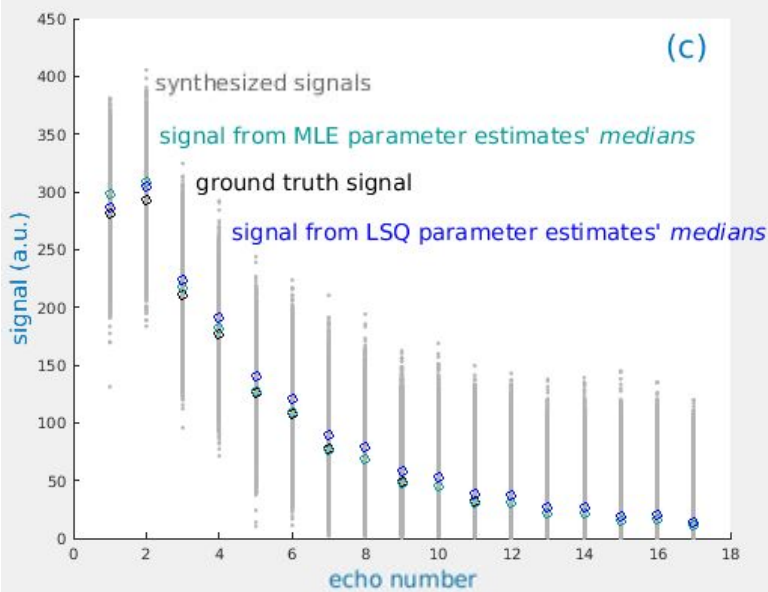 (c)
synthesized signals
signal from MLE parameter estimates' medians
ground truth signal
signal from LSQ parameter estimates' medians
signal (a.u.)
450
400
350
300
250
200
150
100
50
0
0 2 4 6 8 10 12 14 16 18
echo number